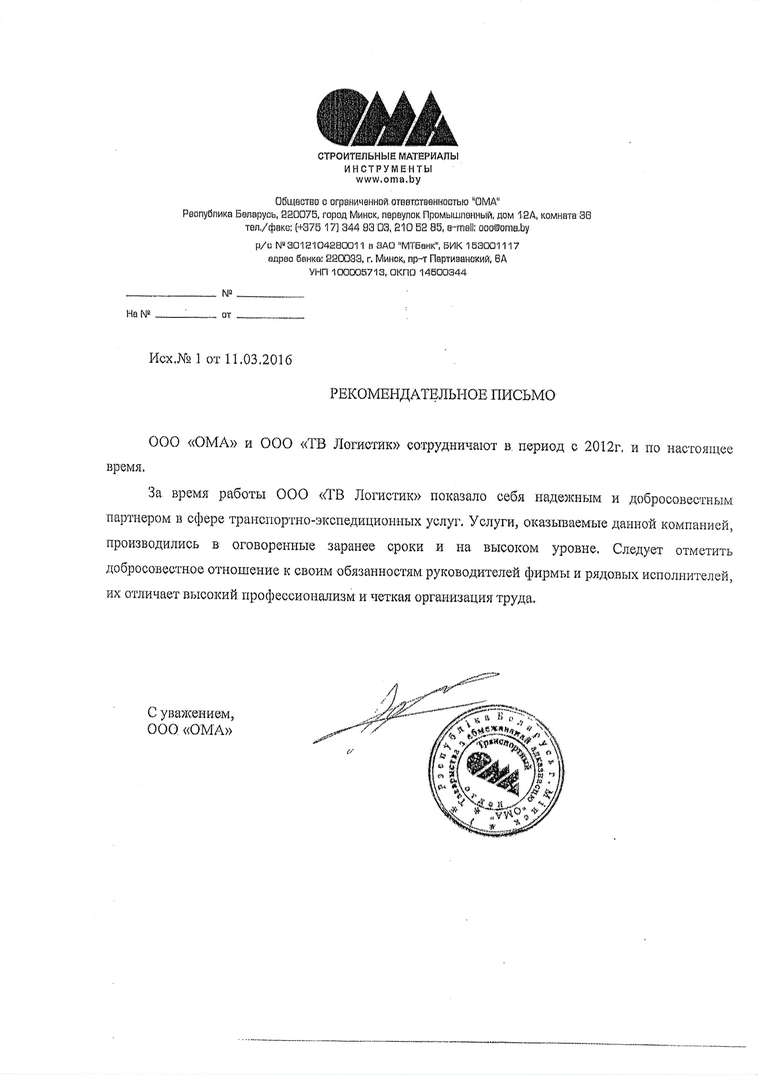 ОМА
СТРОИТЕЛЬНЫЕ МАТЕРИАЛЫ
ИНСТРУМЕНТЫ
www.oma.by
Общество с ограниченной ответственностью "ОМА"
Республика Беларусь, 220075, город Минск, переулок Промышленный, дом 12А, комната 36
тел./факс: (+375 17) 344 93 03, 210 52 85, e-mail: ooo@oma.by
р/с №3012104280011 в ЗАО "МТБанк", БИК 153001117
адрес банка: 220033, г. Минск, пр-т Партизанский, 6А
УНП 100005713, ОКПО 14500344
№
На № от
Исх.№ 1 от 11.03.2016
РЕКОМЕНДАТЕЛЬНОЕ ПИСЬМО
ООО «ОМА» и ООО «ТВ Логистик» сотрудничают в период с 2012г. и по настоящее
время.
За время работы ООО «ТВ Логистик» показало себя надежным и добросовестным
партнером в сфере транспортно-экспедиционных услуг. Услуги, оказываемые данной компанией,
производились в оговоренные заранее сроки и на высоком уровне. Следует отметить
добросовестное отношение к своим обязанностям руководителей фирмы и рядовых исполнителей,
их отличает высокий профессионализм и четкая организация труда.
С уважением,
ООО «ОМА»
Рэспубліка Беларусь г. Мінск
Таварыства з абмежаванай адказнасцю "ОМА"
Транспортный
ОМА